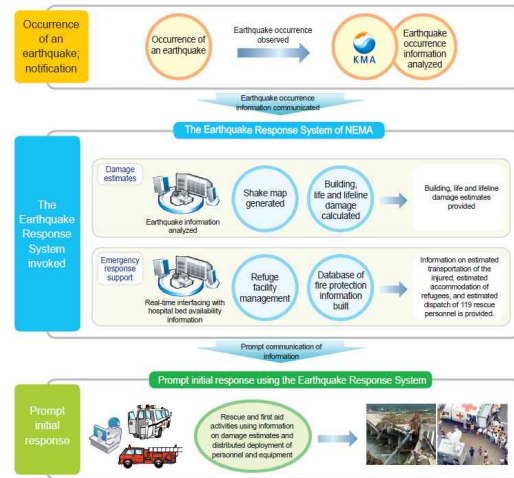 Occurrence
of an
earthquake;
notification
Occurrence of
an earthquake
Earthquake occurrence
observed
KMA
Earthquake
occurrence
information
analyzed
Earthquake occurrence
information communicated
The Earthquake Response System of NEMA
The
Earthquake
Response
System
invoked
Damage
estimates
Earthquake information
analyzed
Shake map
generated
Building,
life and lifeline
damage
calculated
Building, life and lifeline
damage estimates
provided
Emergency
response
support
Real-time interfacing with
hospital bed availability
information
Refuge
facility
management
Database of
fire protection
information
built
Information on estimated
transportation of the
injured, estimated
accommodation of
refugees, and estimated
dispatch of 119 rescue
personnel is provided.
Prompt communication of
information
Prompt initial response using the Earthquake Response System
Prompt
initial
response
Rescue and first aid
activities using information
on damage estimates and
distributed deployment of
personnel and equipment